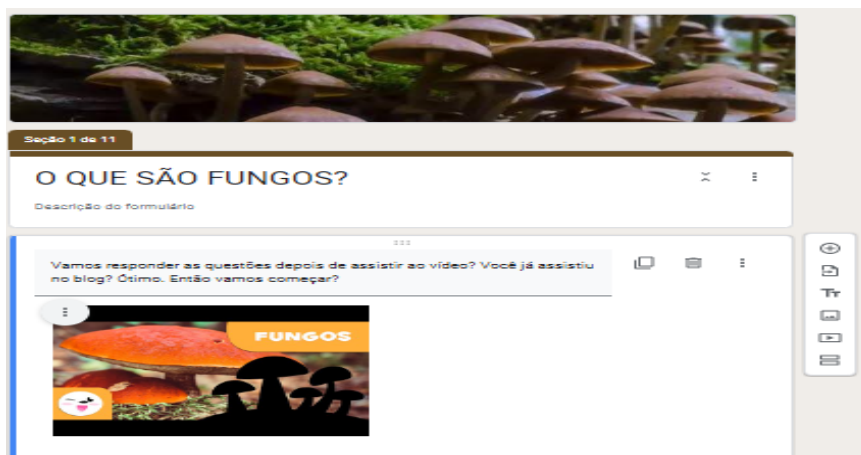 Seção 1 de 11
O QUE SÃO FUNGOS?
Descrição do formulário
Vamos responder as questões depois de assistir ao vídeo? Você já assistiu
no blog? Ótimo. Então vamos começar?
FUNGOS
Tт